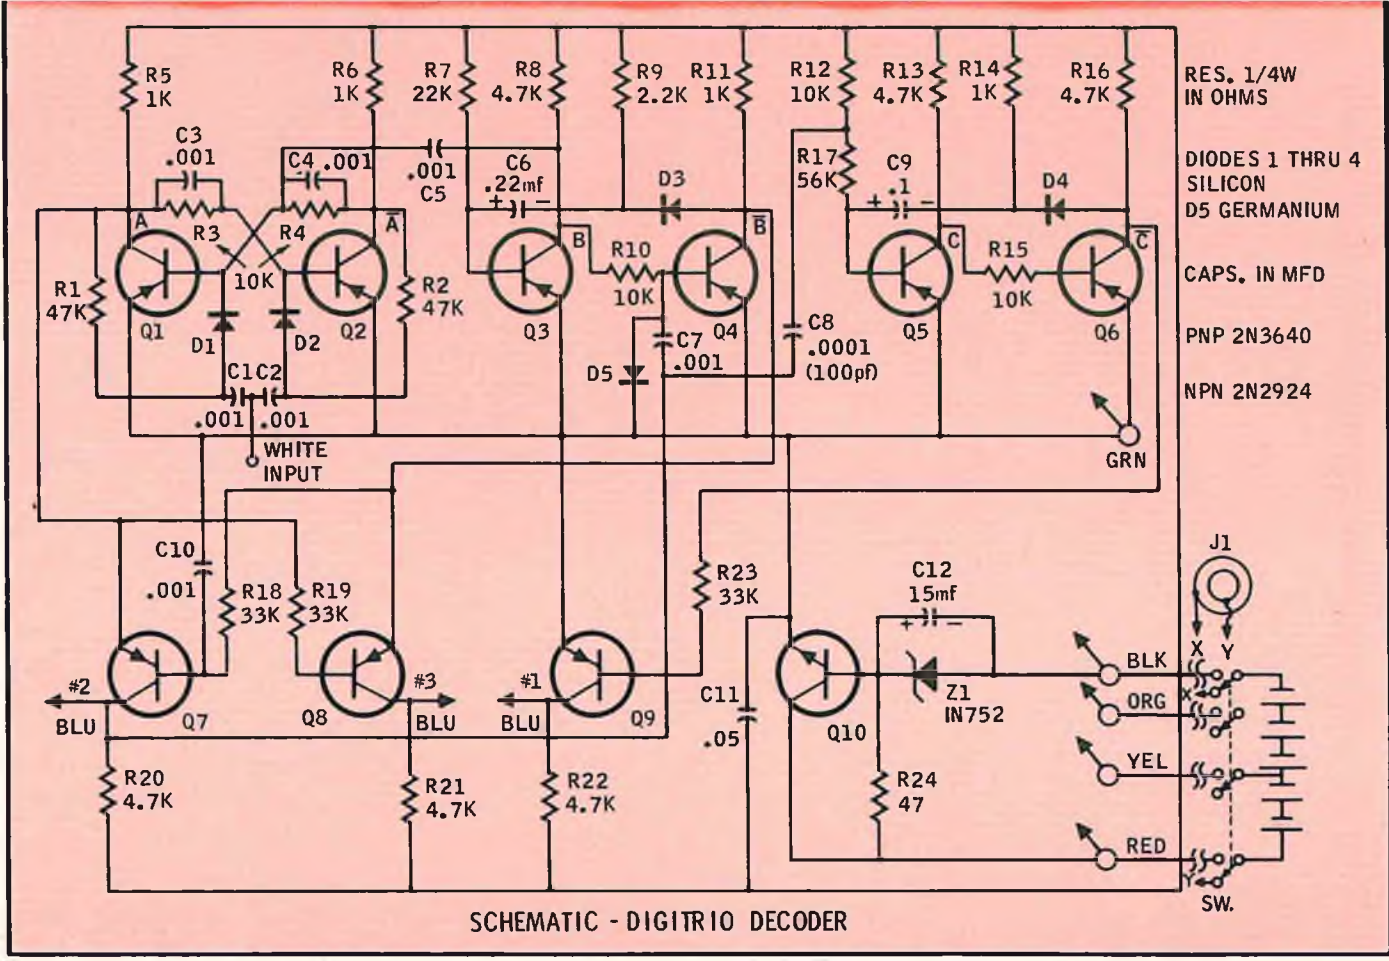 R5
1K
R6
1K
R7
22K
R8
4.7K
R9
2.2K
R11
1K
R12
10K
R13
4.7K
R14
1K
R16
4.7K
RES. 1/4W
IN OHMS
C3
.001
C4 .001
.001
C5
C6
.22mf
+ −
D3
R17
56K
C9
.1
+ −
D4
DIODES 1 THRU 4
SILICON
D5 GERMANIUM
A
R3
R4
10K
A̅
B
R10
10K
B̅
C
R15
10K
C̅
CAPS. IN MFD
R1
47K
Q1
D1
D2
Q2
R2
47K
Q3
C7
.001
Q4
C8
.0001
(100pf)
Q5
Q6
PNP 2N3640
D5
C1 C2
.001 .001
NPN 2N2924
WHITE
INPUT
GRN
C10
.001
R18
33K
R19
33K
R23
33K
C12
15mf
+ −
J1
X Y
#2
BLU
Q7
Q8
#3
BLU
#1
BLU
Q9
C11
.05
Q10
Z1
IN752
BLK
X
ORG
YEL
R20
4.7K
R21
4.7K
R22
4.7K
R24
47
RED
Y
SW.
SCHEMATIC - DIGITRIO DECODER